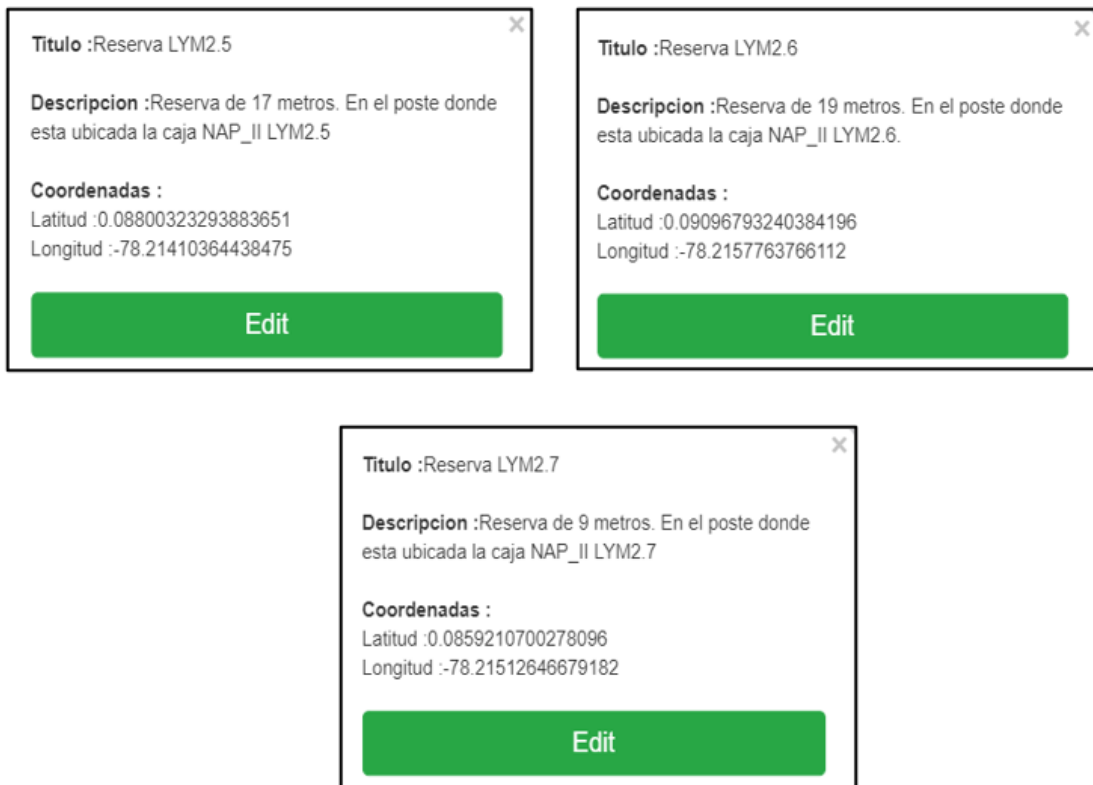 ×
Titulo :Reserva LYM2.5
Descripcion :Reserva de 17 metros. En el poste donde
esta ubicada la caja NAP_II LYM2.5
Coordenadas :
Latitud :0.08800323293883651
Longitud :-78.21410364438475
Edit
×
Titulo :Reserva LYM2.6
Descripcion :Reserva de 19 metros. En el poste donde
esta ubicada la caja NAP_II LYM2.6.
Coordenadas :
Latitud :0.09096793240384196
Longitud :-78.2157763766112
Edit
×
Titulo :Reserva LYM2.7
Descripcion :Reserva de 9 metros. En el poste donde
esta ubicada la caja NAP_II LYM2.7
Coordenadas :
Latitud :0.0859210700278096
Longitud :-78.21512646679182
Edit